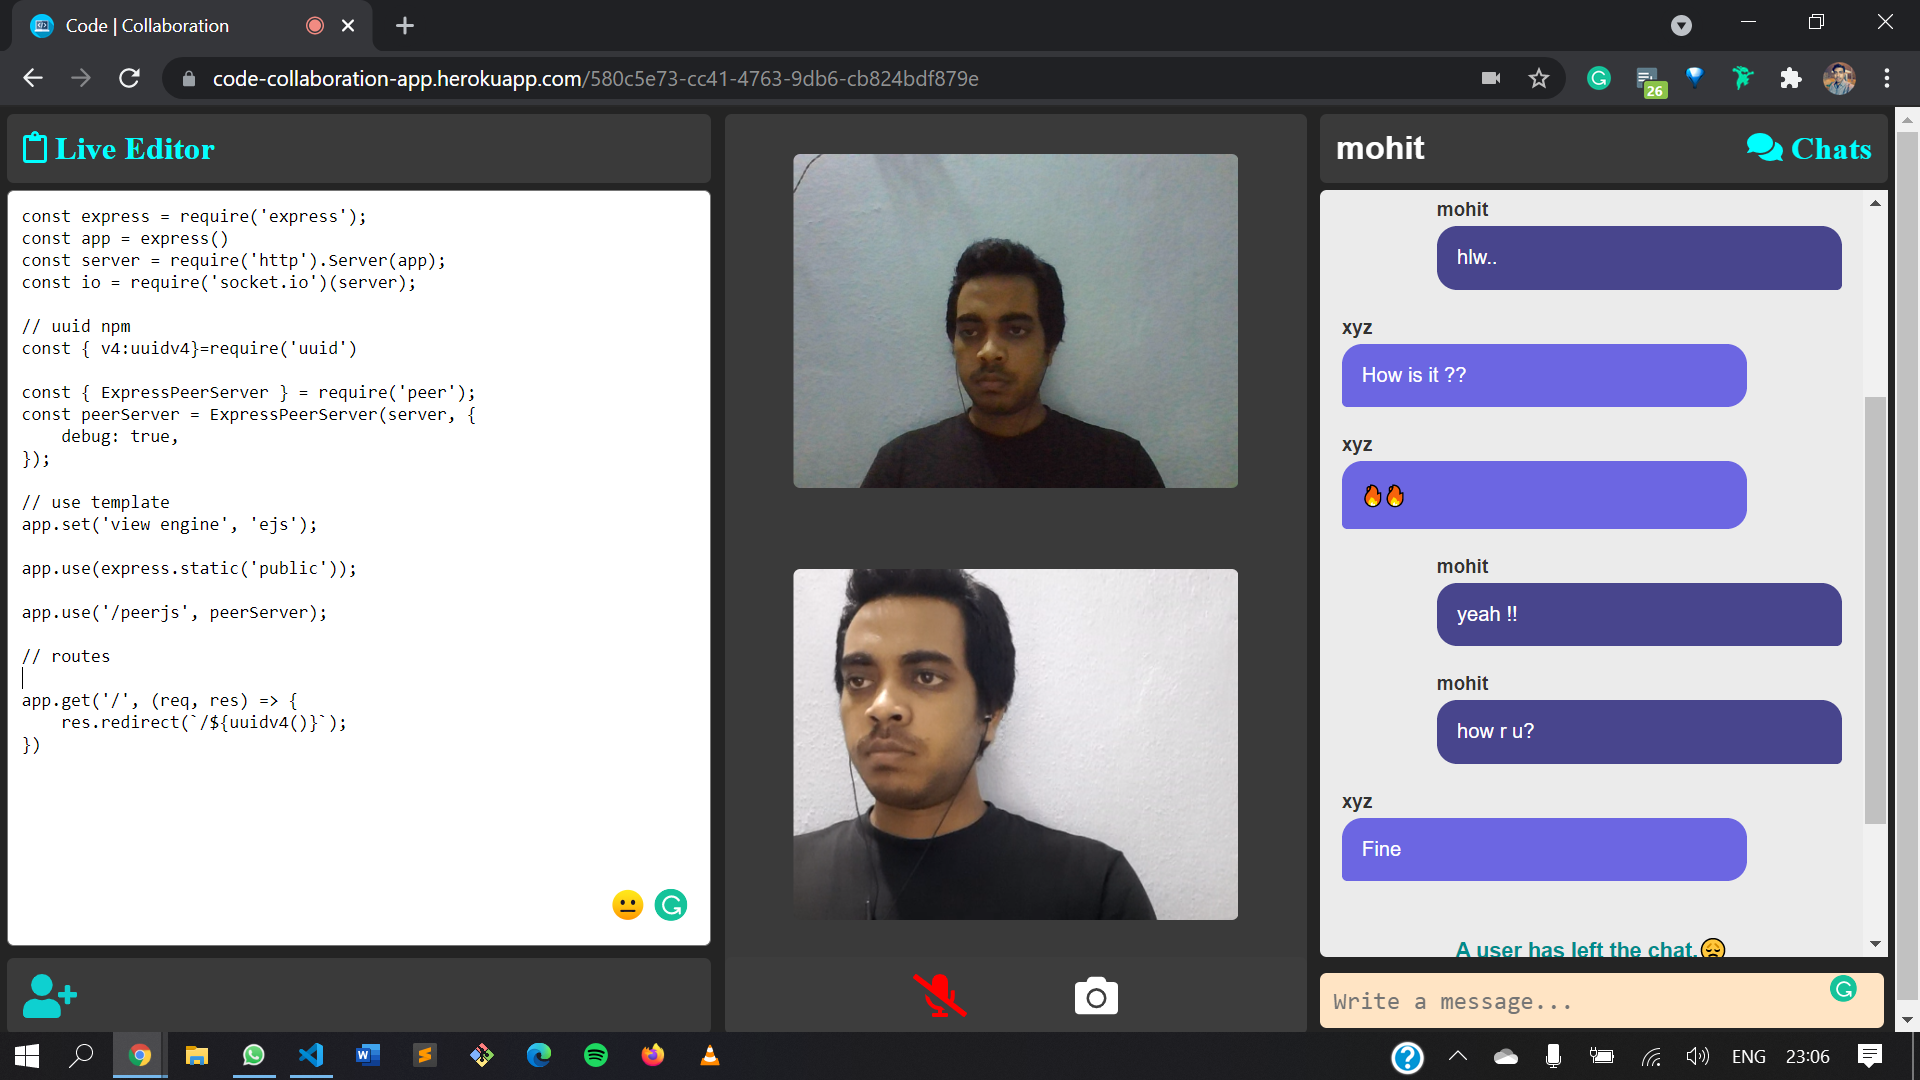 Code | Collaboration
code-collaboration-app.herokuapp.com/580c5e73-cc41-4763-9db6-cb824bdf879e
26
Live Editor
const express = require('express');
const app = express()
const server = require('http').Server(app);
const io = require('socket.io')(server);
// uuid npm
const { v4:uuidv4}=require('uuid')
const { ExpressPeerServer } = require('peer');
const peerServer = ExpressPeerServer(server, {
    debug: true,
});
// use template
app.set('view engine', 'ejs');
app.use(express.static('public'));
app.use('/peerjs', peerServer);
// routes
app.get('/', (req, res) => {
    res.redirect(`/${uuidv4()}`);
})
mohit
Chats
mohit
hlw..
xyz
How is it ??
xyz
🔥🔥
mohit
yeah !!
mohit
how r u?
xyz
Fine
A user has left the chat.😩
Write a message...
ENG
23:06